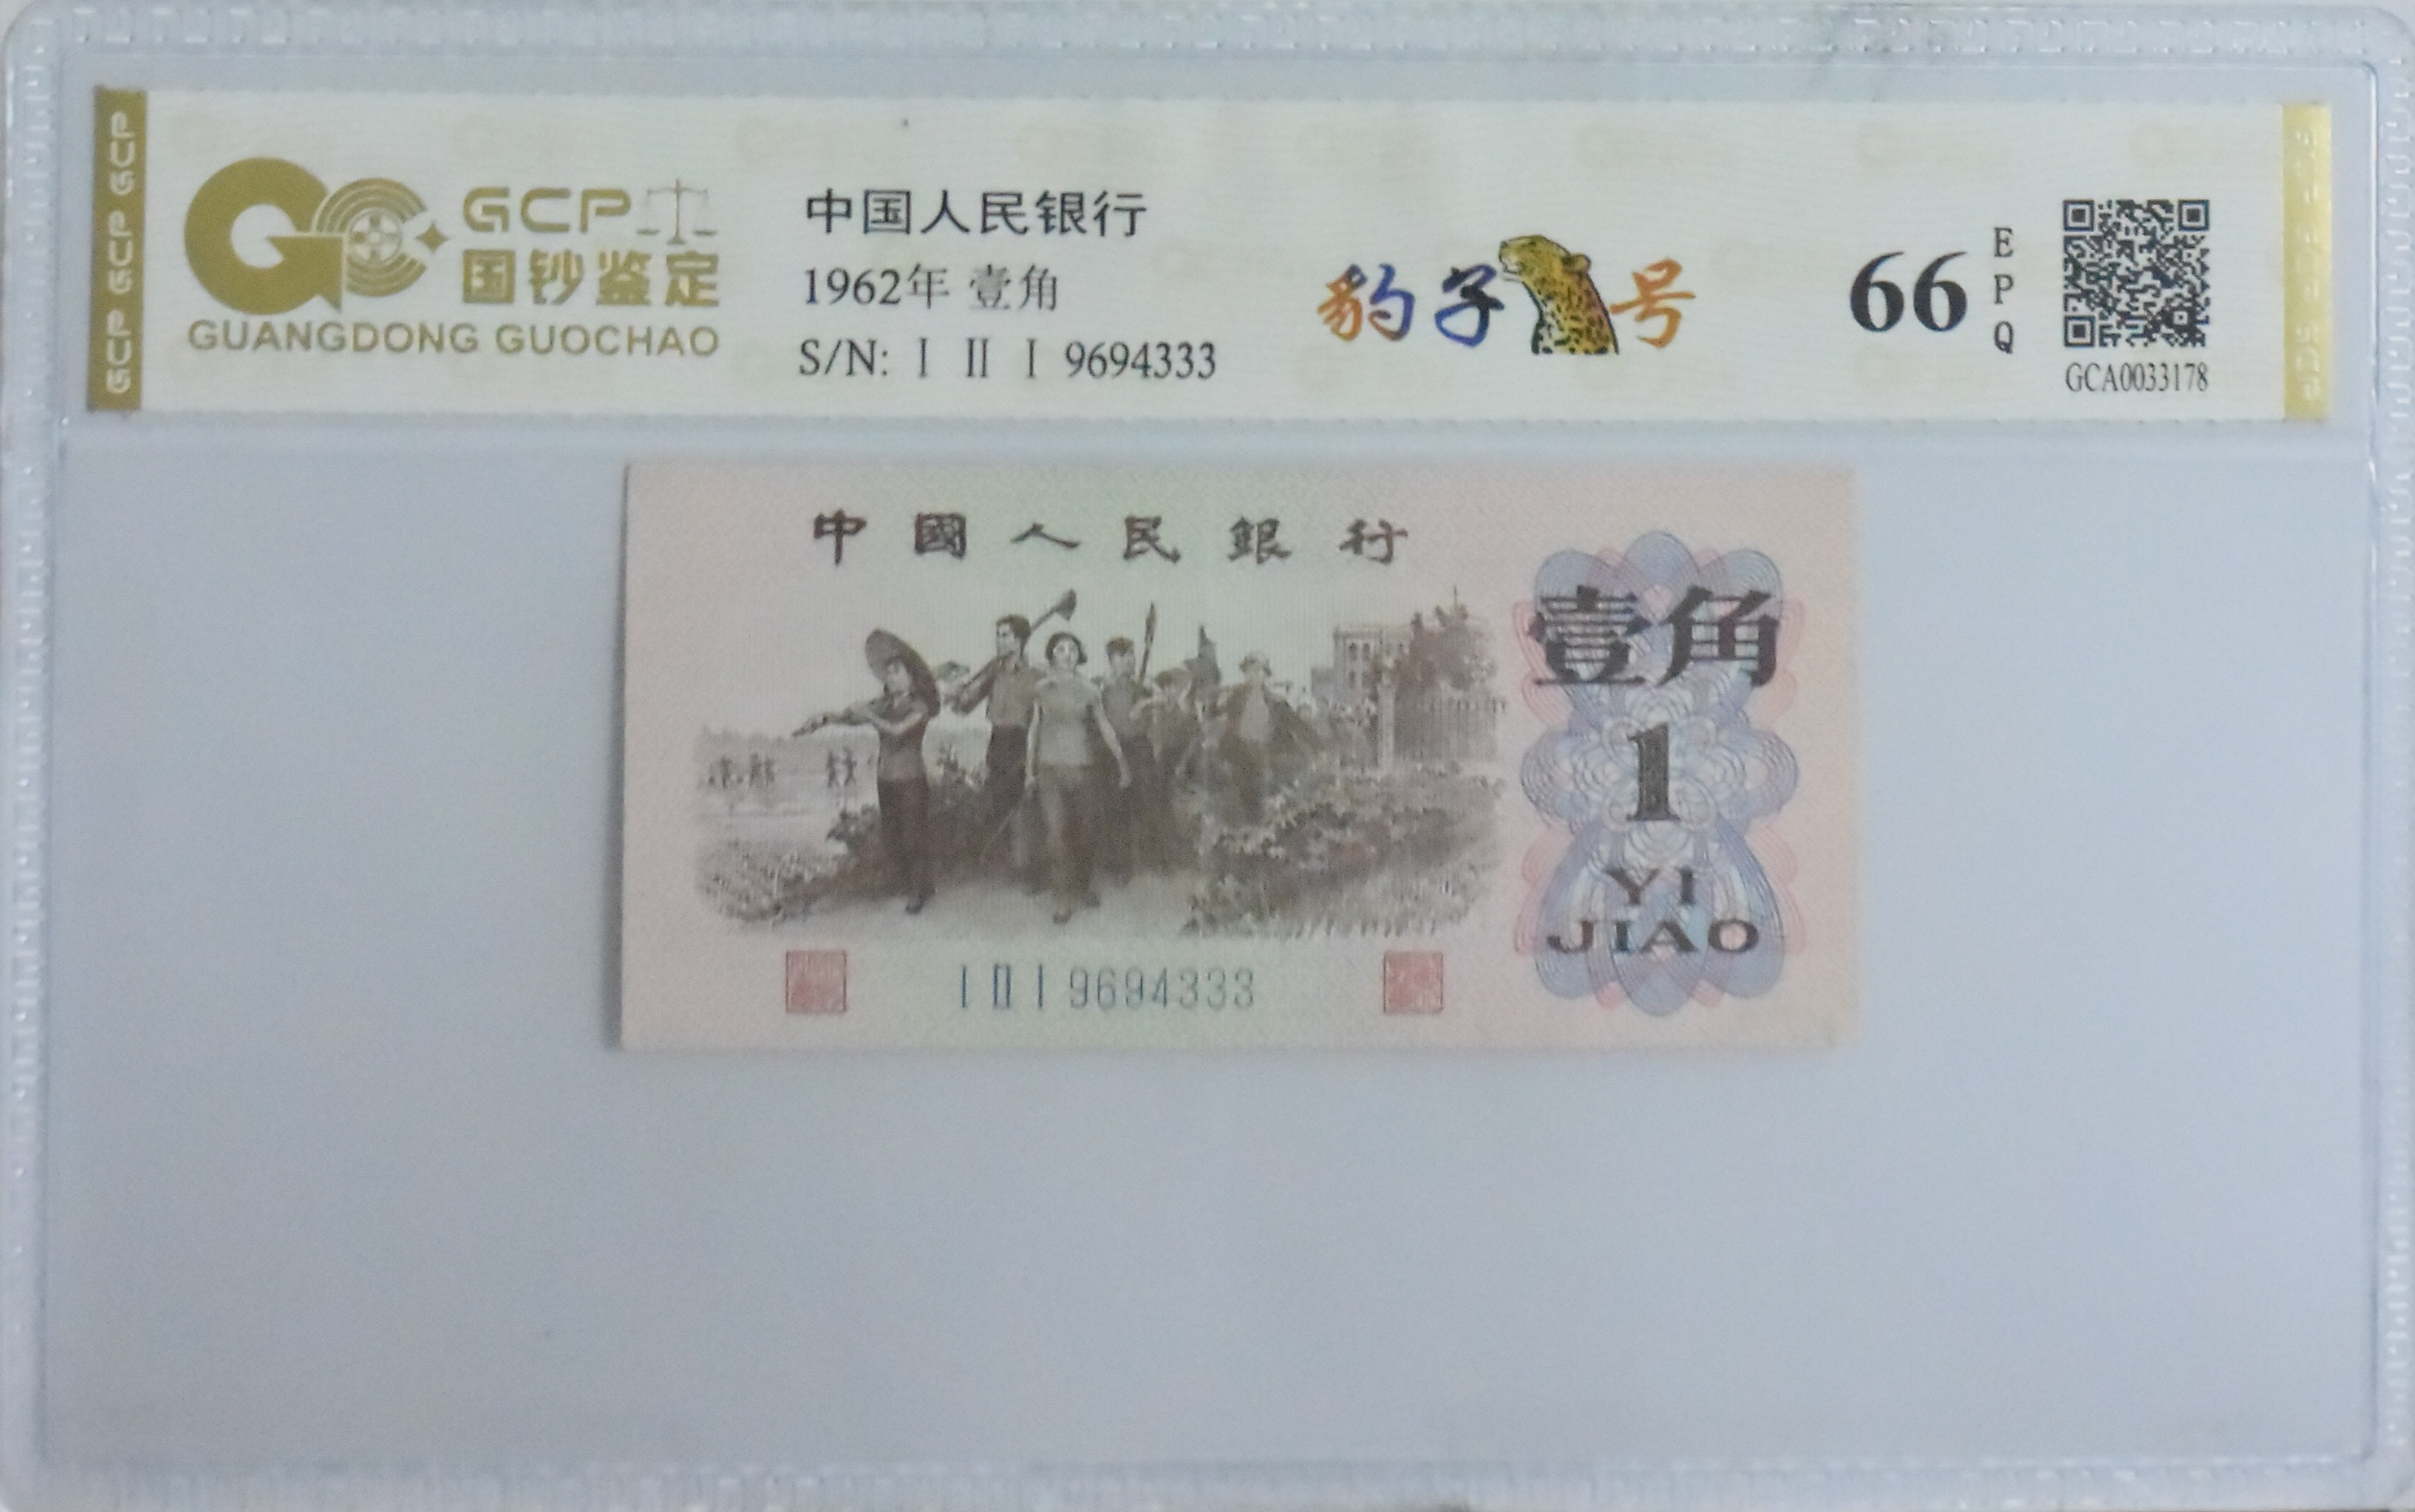 GCP GCP GCP
GCP
国钞鉴定
GUANGDONG GUOCHAO
中国人民银行
1962年 壹角
S/N: Ⅰ Ⅱ Ⅰ 9694333
豹子号
66
EPQ
GCA0033178
中國人民銀行
壹角
1
YI
JIAO
Ⅰ Ⅱ Ⅰ 9694333